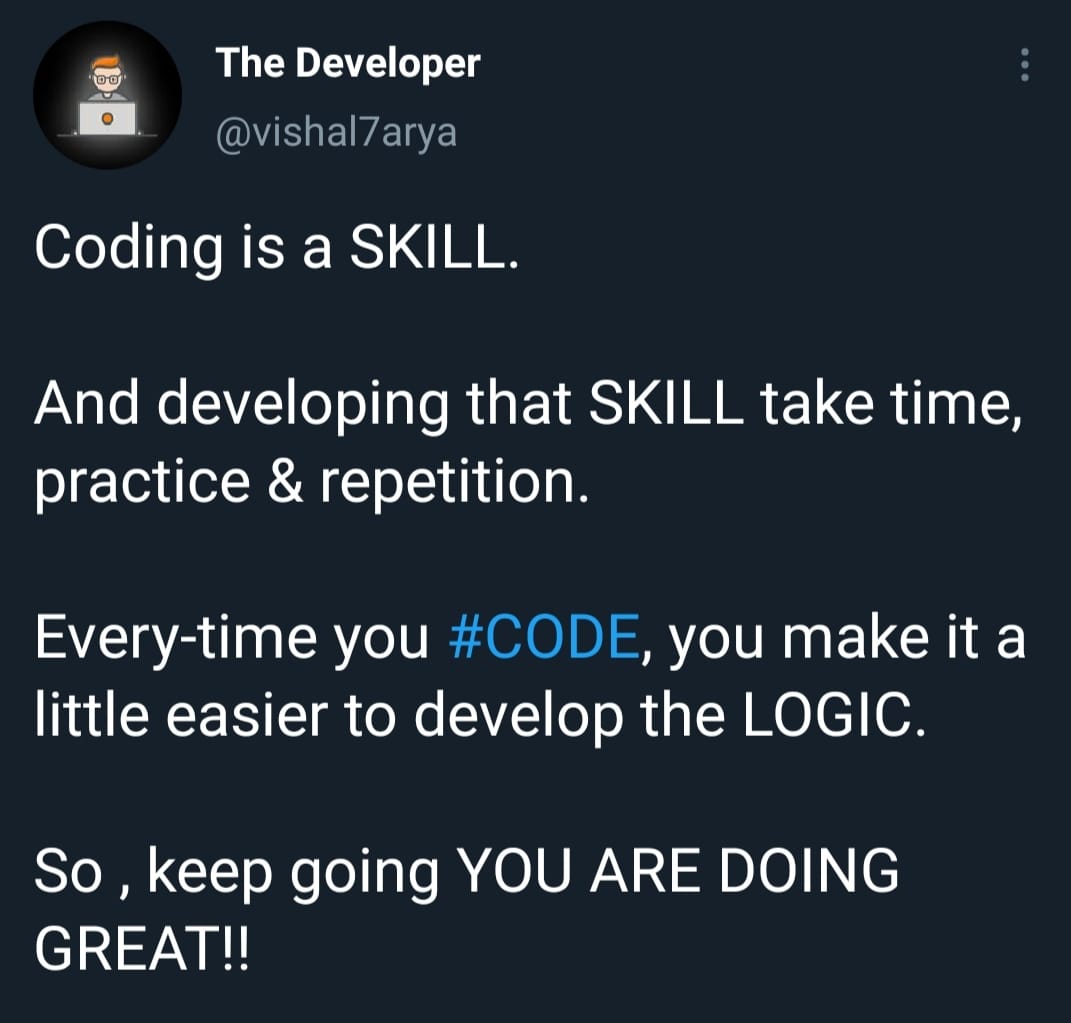 The Developer
@vishal7arya
Coding is a SKILL.
And developing that SKILL take time,
practice & repetition.
Every-time you #CODE, you make it a
little easier to develop the LOGIC.
So , keep going YOU ARE DOING
GREAT!!